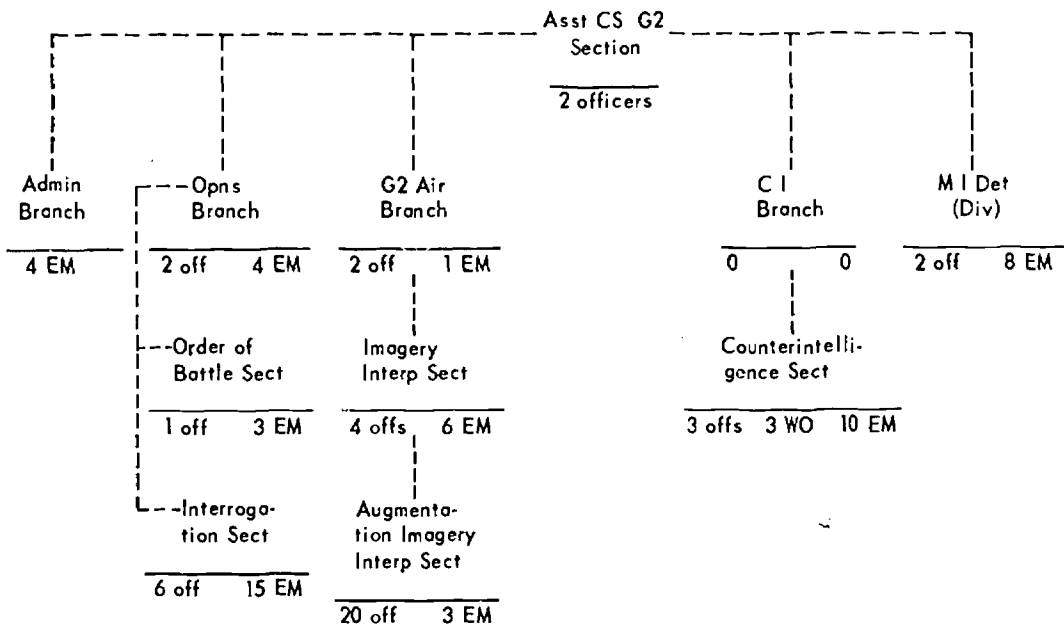 Asst CS G2
Section
2 officers
Admin
Branch
4 EM
Opns
Branch
2 off 4 EM
G2 Air
Branch
2 off 1 EM
C I
Branch
0 0
M I Det
(Div)
2 off 8 EM
Order of
Battle Sect
1 off 3 EM
Imagery
Interp Sect
4 offs 6 EM
Counterintelli-
gence Sect
3 offs 3 WO 10 EM
Interroga-
tion Sect
6 off 15 EM
Augmenta-
tion Imagery
Interp Sect
20 off 3 EM